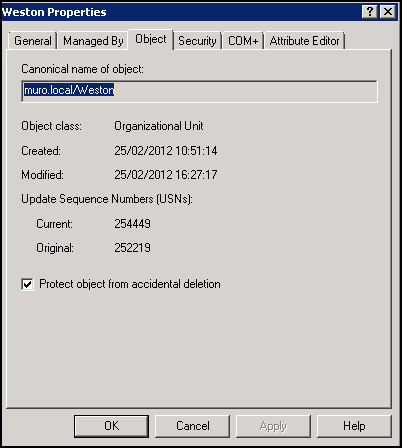 Weston Properties
General Managed By Object Security COM+ Attribute Editor
Canonical name of object:
muro.local/Weston
Object class: Organizational Unit
Created: 25/02/2012 10:51:14
Modified: 25/02/2012 16:27:17
Update Sequence Numbers (USNs):
Current: 254449
Original: 252219
Protect object from accidental deletion
OK Cancel Apply Help